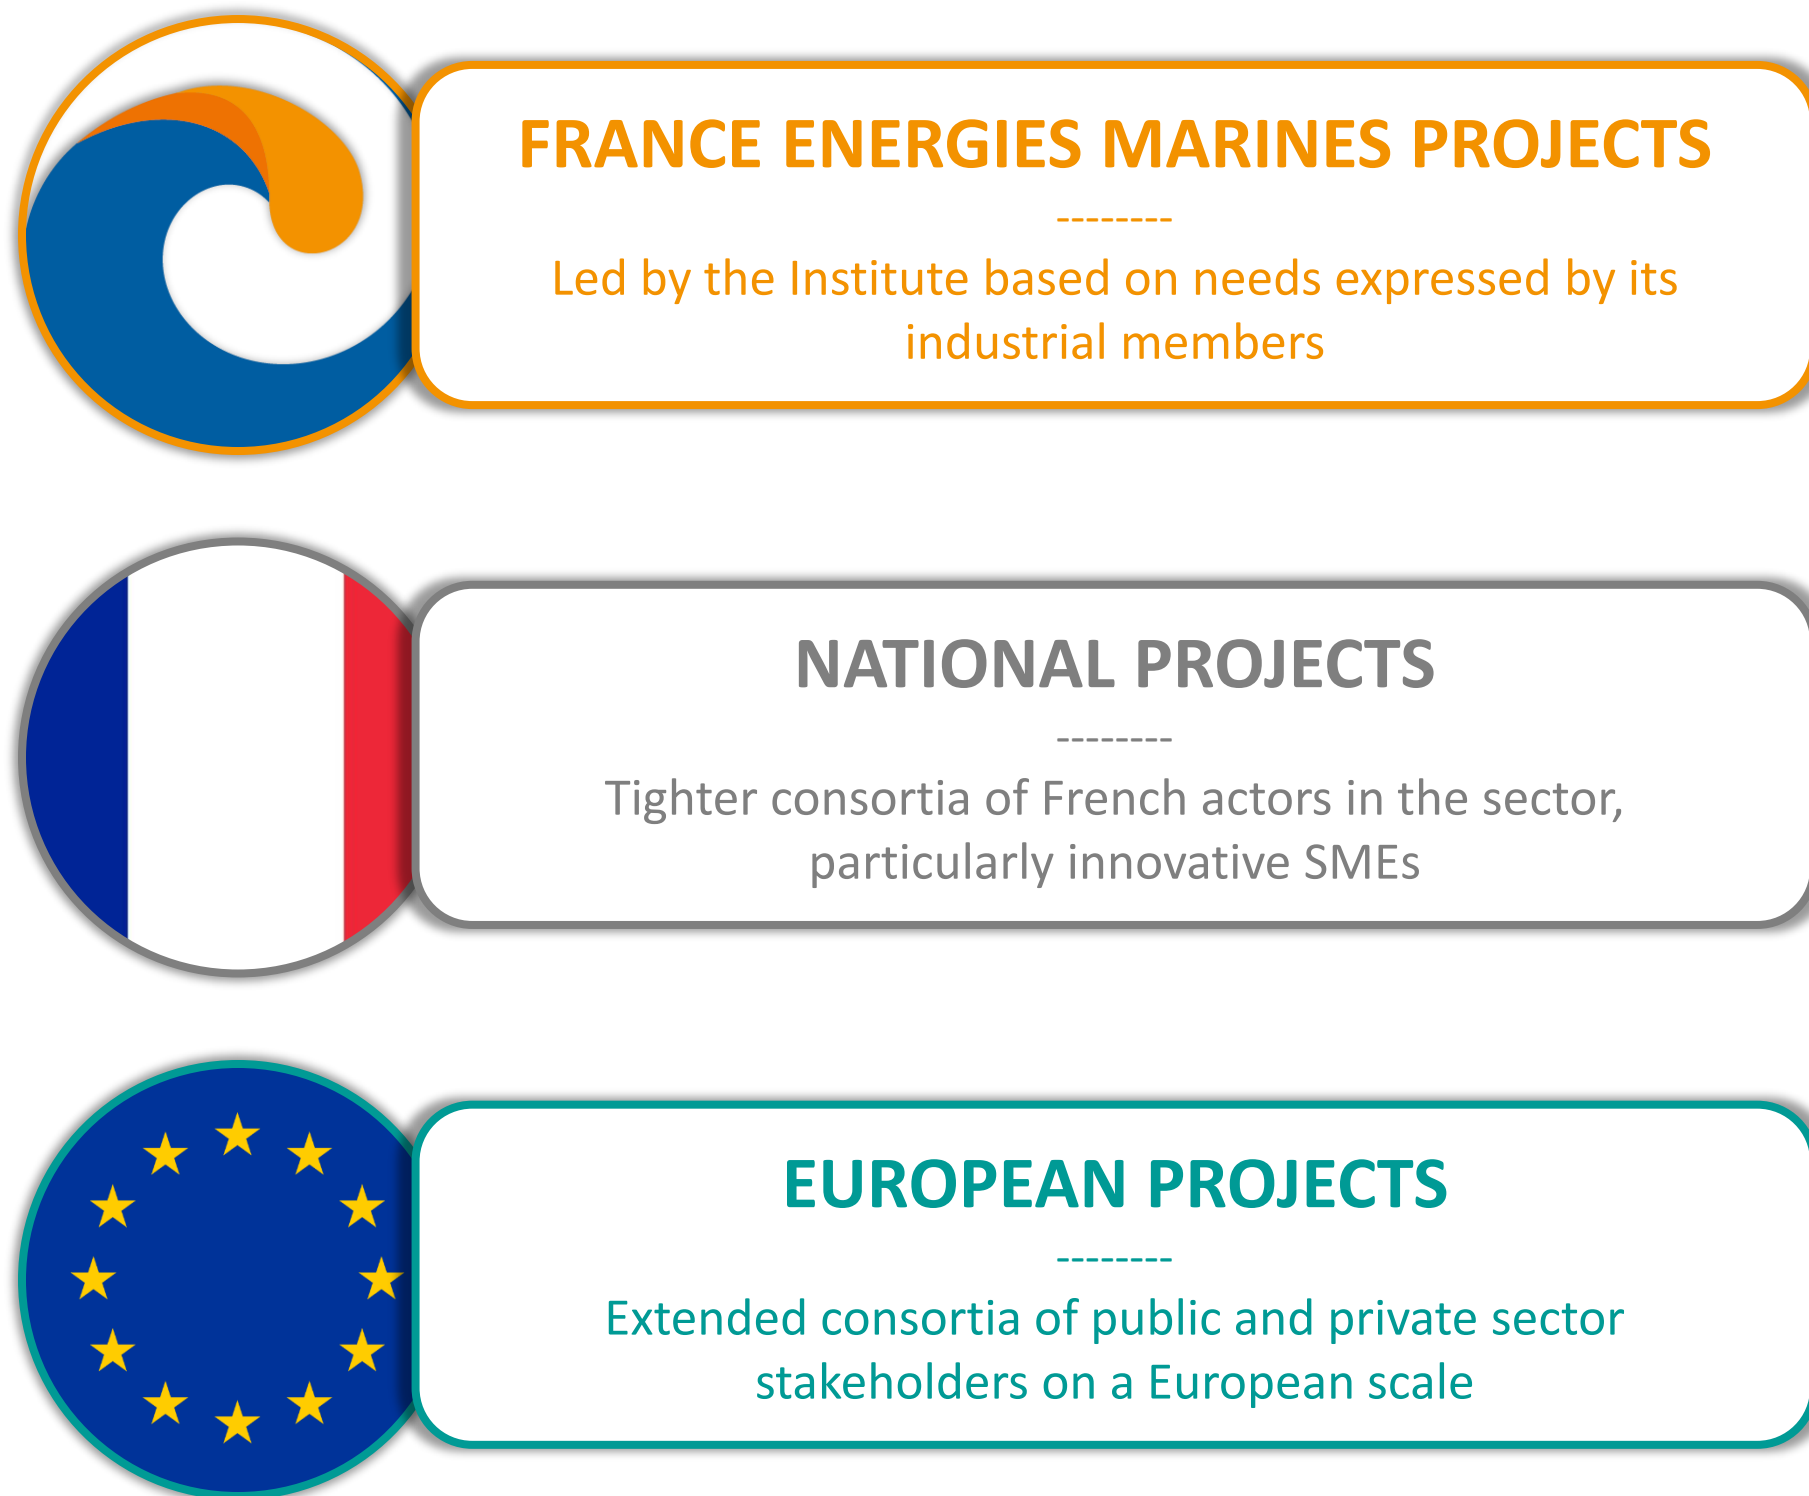 FRANCE ENERGIES MARINES PROJECTS
--------
Led by the Institute based on needs expressed by its
industrial members
NATIONAL PROJECTS
--------
Tighter consortia of French actors in the sector,
particularly innovative SMEs
EUROPEAN PROJECTS
--------
Extended consortia of public and private sector
stakeholders on a European scale